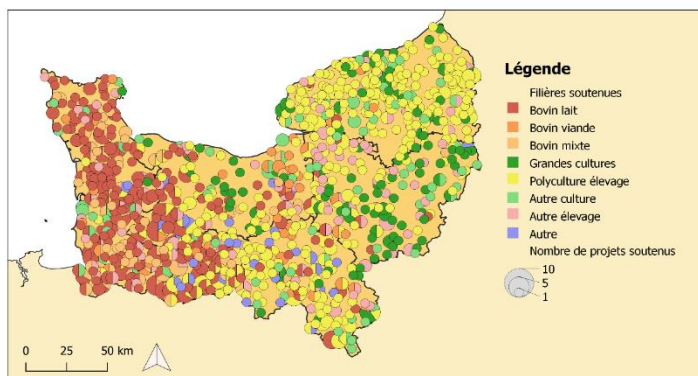 Légende
Filières soutenues
Bovin lait
Bovin viande
Bovin mixte
Grandes cultures
Polyculture élevage
Autre culture
Autre élevage
Autre
Nombre de projets soutenus
10
5
1
0 25 50 km